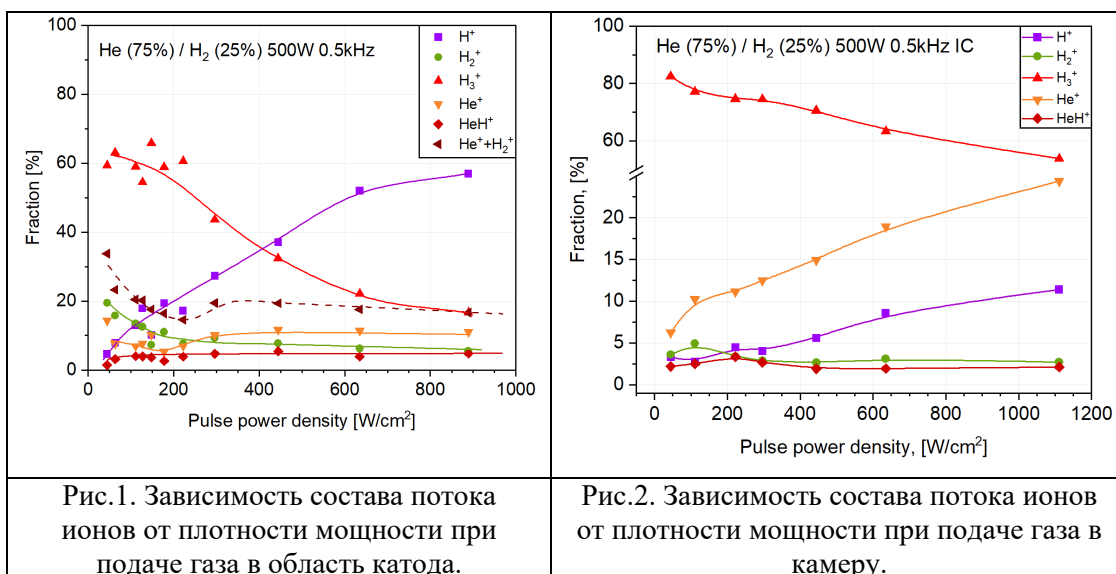 He (75%) / H₂ (25%) 500W 0.5kHz
H⁺
H₂⁺
H₃⁺
He⁺
HeH⁺
He⁺+H₂⁺
100
80
60
40
20
0
Fraction [%]
0
200
400
600
800
1000
Pulse power density [W/cm²]
He (75%) / H₂ (25%) 500W 0.5kHz IC
H⁺
H₂⁺
H₃⁺
He⁺
HeH⁺
100
80
60
25
20
15
10
5
0
Fraction, [%]
0
200
400
600
800
1000
1200
Pulse power density, [W/cm²]
Рис.1. Зависимость состава потока
ионов от плотности мощности при
подаче газа в область катода.
Рис.2. Зависимость состава потока ионов
от плотности мощности при подаче газа в
камеру.